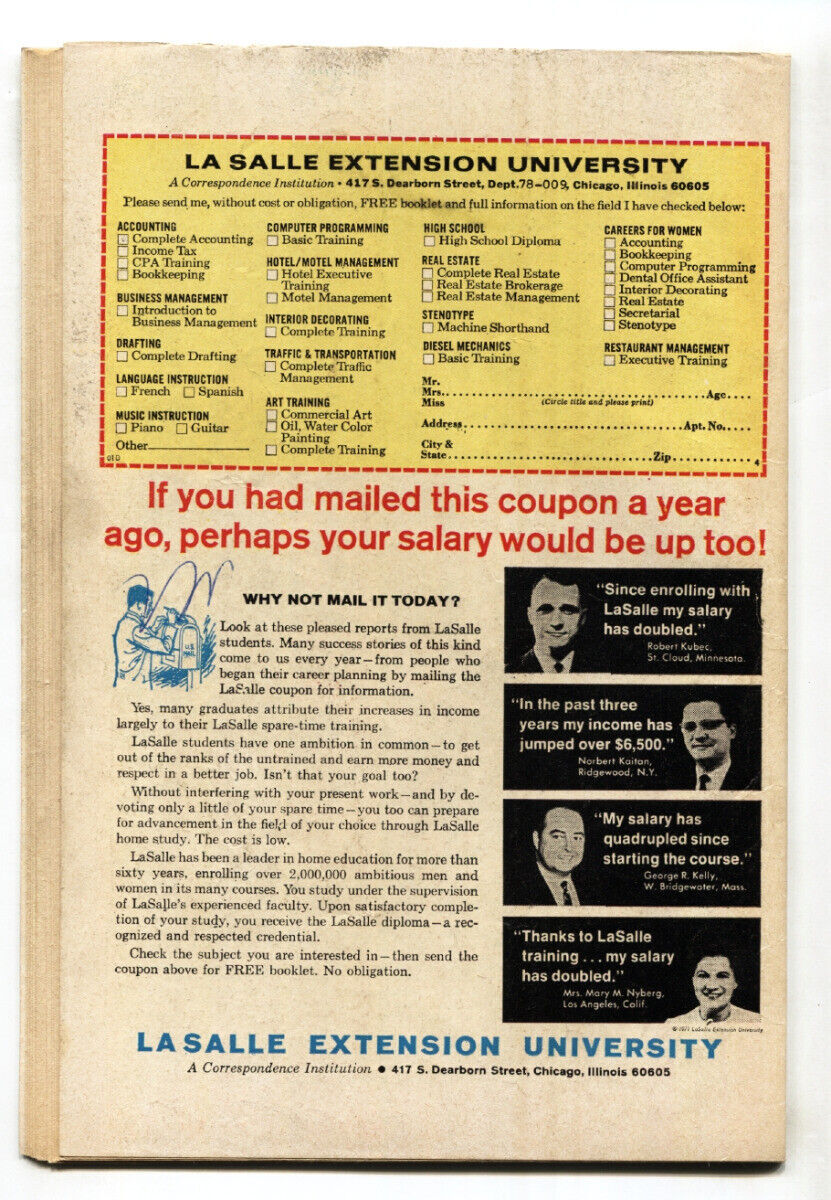 LA SALLE EXTENSION UNIVERSITY
A Correspondence Institution • 417 S. Dearborn Street, Dept. 78-009, Chicago, Illinois 60605
Please send me, without cost or obligation, FREE booklet and full information on the field I have checked below:
ACCOUNTING
Complete Accounting
Income Tax
CPA Training
Bookkeeping
BUSINESS MANAGEMENT
Introduction to
Business Management
DRAFTING
Complete Drafting
LANGUAGE INSTRUCTION
French Spanish
MUSIC INSTRUCTION
Piano Guitar
Other
COMPUTER PROGRAMMING
Basic Training
HOTEL/MOTEL MANAGEMENT
Hotel Executive
Training
Motel Management
INTERIOR DECORATING
Complete Training
TRAFFIC & TRANSPORTATION
Complete Traffic
Management
ART TRAINING
Commercial Art
Oil, Water Color
Painting
Complete Training
HIGH SCHOOL
High School Diploma
REAL ESTATE
Complete Real Estate
Real Estate Brokerage
Real Estate Management
STENOTYPE
Machine Shorthand
DIESEL MECHANICS
Basic Training
CAREERS FOR WOMEN
Accounting
Bookkeeping
Computer Programming
Dental Office Assistant
Interior Decorating
Real Estate
Secretarial
Stenotype
RESTAURANT MANAGEMENT
Executive Training
Mr.
Mrs. Age
Miss (Circle title and please print)
Address Apt. No.
City &
State Zip 4
If you had mailed this coupon a year
ago, perhaps your salary would be up too!
U.S.
MAIL
WHY NOT MAIL IT TODAY?
Look at these pleased reports from LaSalle
students. Many success stories of this kind
come to us every year—from people who
began their career planning by mailing the
LaSalle coupon for information.
Yes, many graduates attribute their increases in income
largely to their LaSalle spare-time training.
LaSalle students have one ambition in common—to get
out of the ranks of the untrained and earn more money and
respect in a better job. Isn't that your goal too?
Without interfering with your present work—and by de-
voting only a little of your spare time—you too can prepare
for advancement in the field of your choice through LaSalle
home study. The cost is low.
LaSalle has been a leader in home education for more than
sixty years, enrolling over 2,000,000 ambitious men and
women in its many courses. You study under the supervision
of LaSalle's experienced faculty. Upon satisfactory comple-
tion of your study, you receive the LaSalle diploma—a rec-
ognized and respected credential.
Check the subject you are interested in—then send the
coupon above for FREE booklet. No obligation.
"Since enrolling with
LaSalle my salary
has doubled."
Robert Kubec,
St. Cloud, Minnesota.
"In the past three
years my income has
jumped over $6,500."
Norbert Kaitan,
Ridgewood, N.Y.
"My salary has
quadrupled since
starting the course."
George R. Kelly,
W. Bridgewater, Mass.
"Thanks to LaSalle
training . . . my salary
has doubled."
Mrs. Mary M. Nyberg,
Los Angeles, Calif.
© 1971 LaSalle Extension University
LA SALLE EXTENSION UNIVERSITY
A Correspondence Institution • 417 S. Dearborn Street, Chicago, Illinois 60605